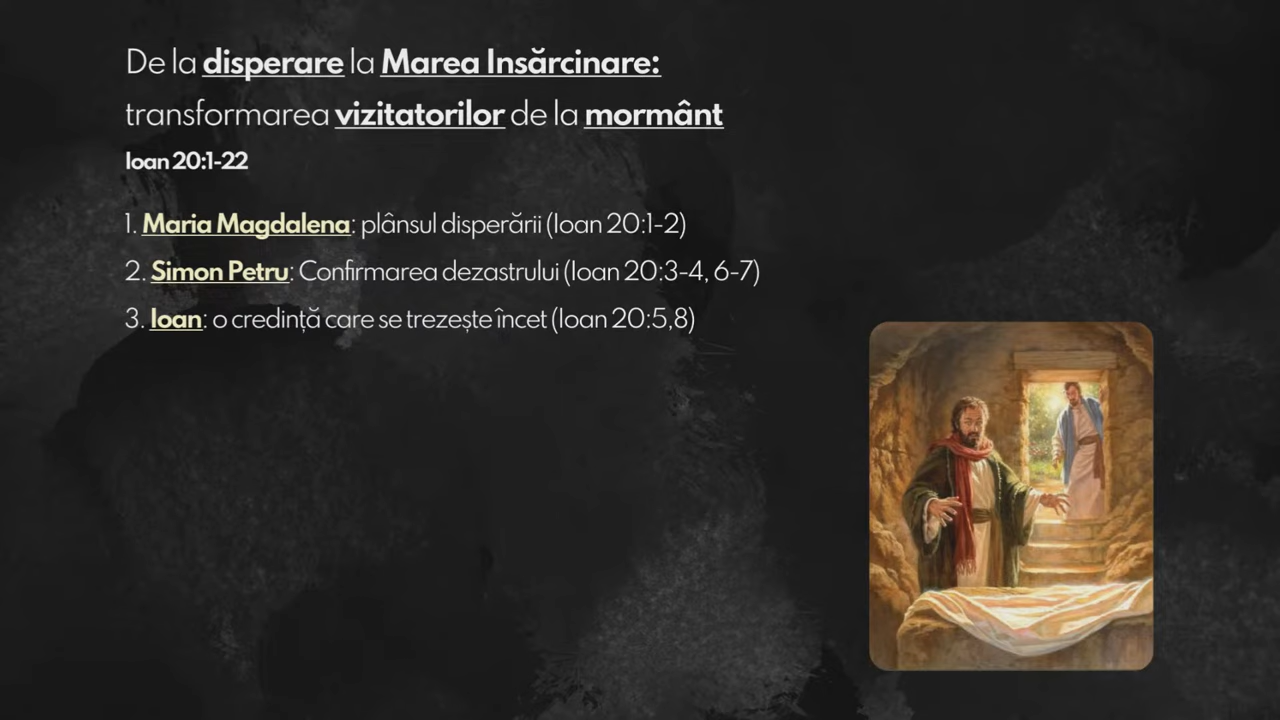 De la disperare la Marea Insărcinare:
transformarea vizitatorilor de la mormânt
Ioan 20:1-22
1. Maria Magdalena: plânsul disperării (Ioan 20:1-2)
2. Simon Petru: Confirmarea dezastrului (Ioan 20:3-4, 6-7)
3. Ioan: o credință care se trezește încet (Ioan 20:5,8)